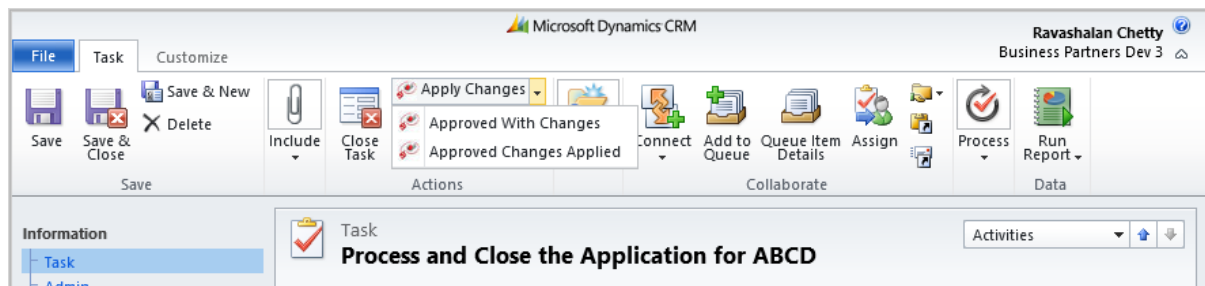 Microsoft Dynamics CRM
Ravashalan Chetty
Business Partners Dev 3
File
Task
Customize
Save
Save & Close
Save & New
Delete
Save
Include
Close Task
Apply Changes
Approved With Changes
Approved Changes Applied
Actions
Connect
Add to Queue
Queue Item Details
Assign
Collaborate
Process
Run Report
Data
Information
Task
Admin
Task
Process and Close the Application for ABCD
Activities